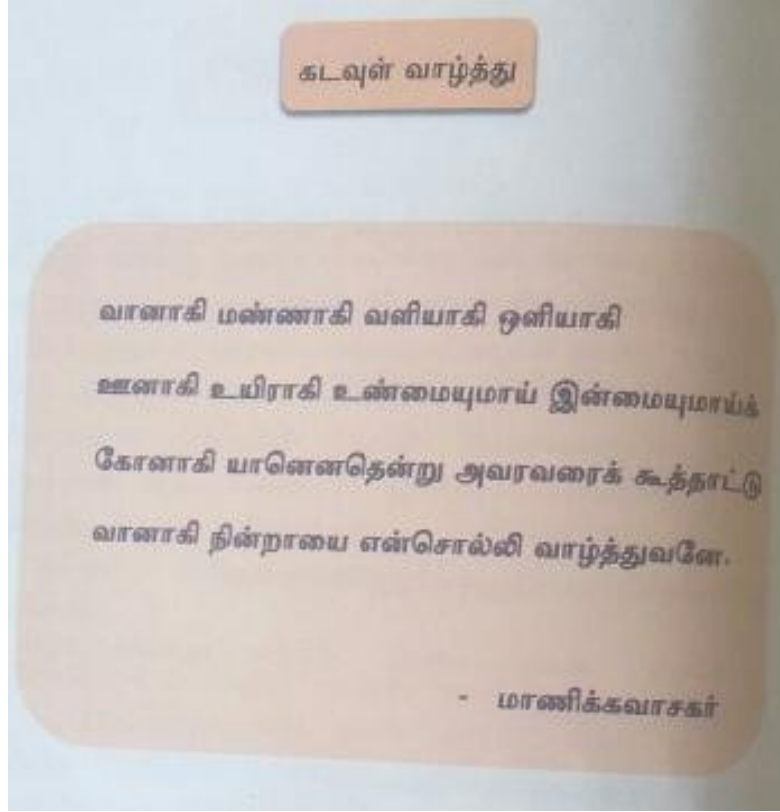 கடவுள் வாழ்த்து
வானாகி மண்ணாகி வளியாகி ஒளியாகி
ஊனாகி உயிராகி உண்மையுமாய் இன்மையுமாய்க்
கோனாகி யானெனதென்று அவரவரைக் கூத்தாட்டு
வானாகி நின்றாயை என்சொல்லி வாழ்த்துவனே.
- மாணிக்கவாசகர்